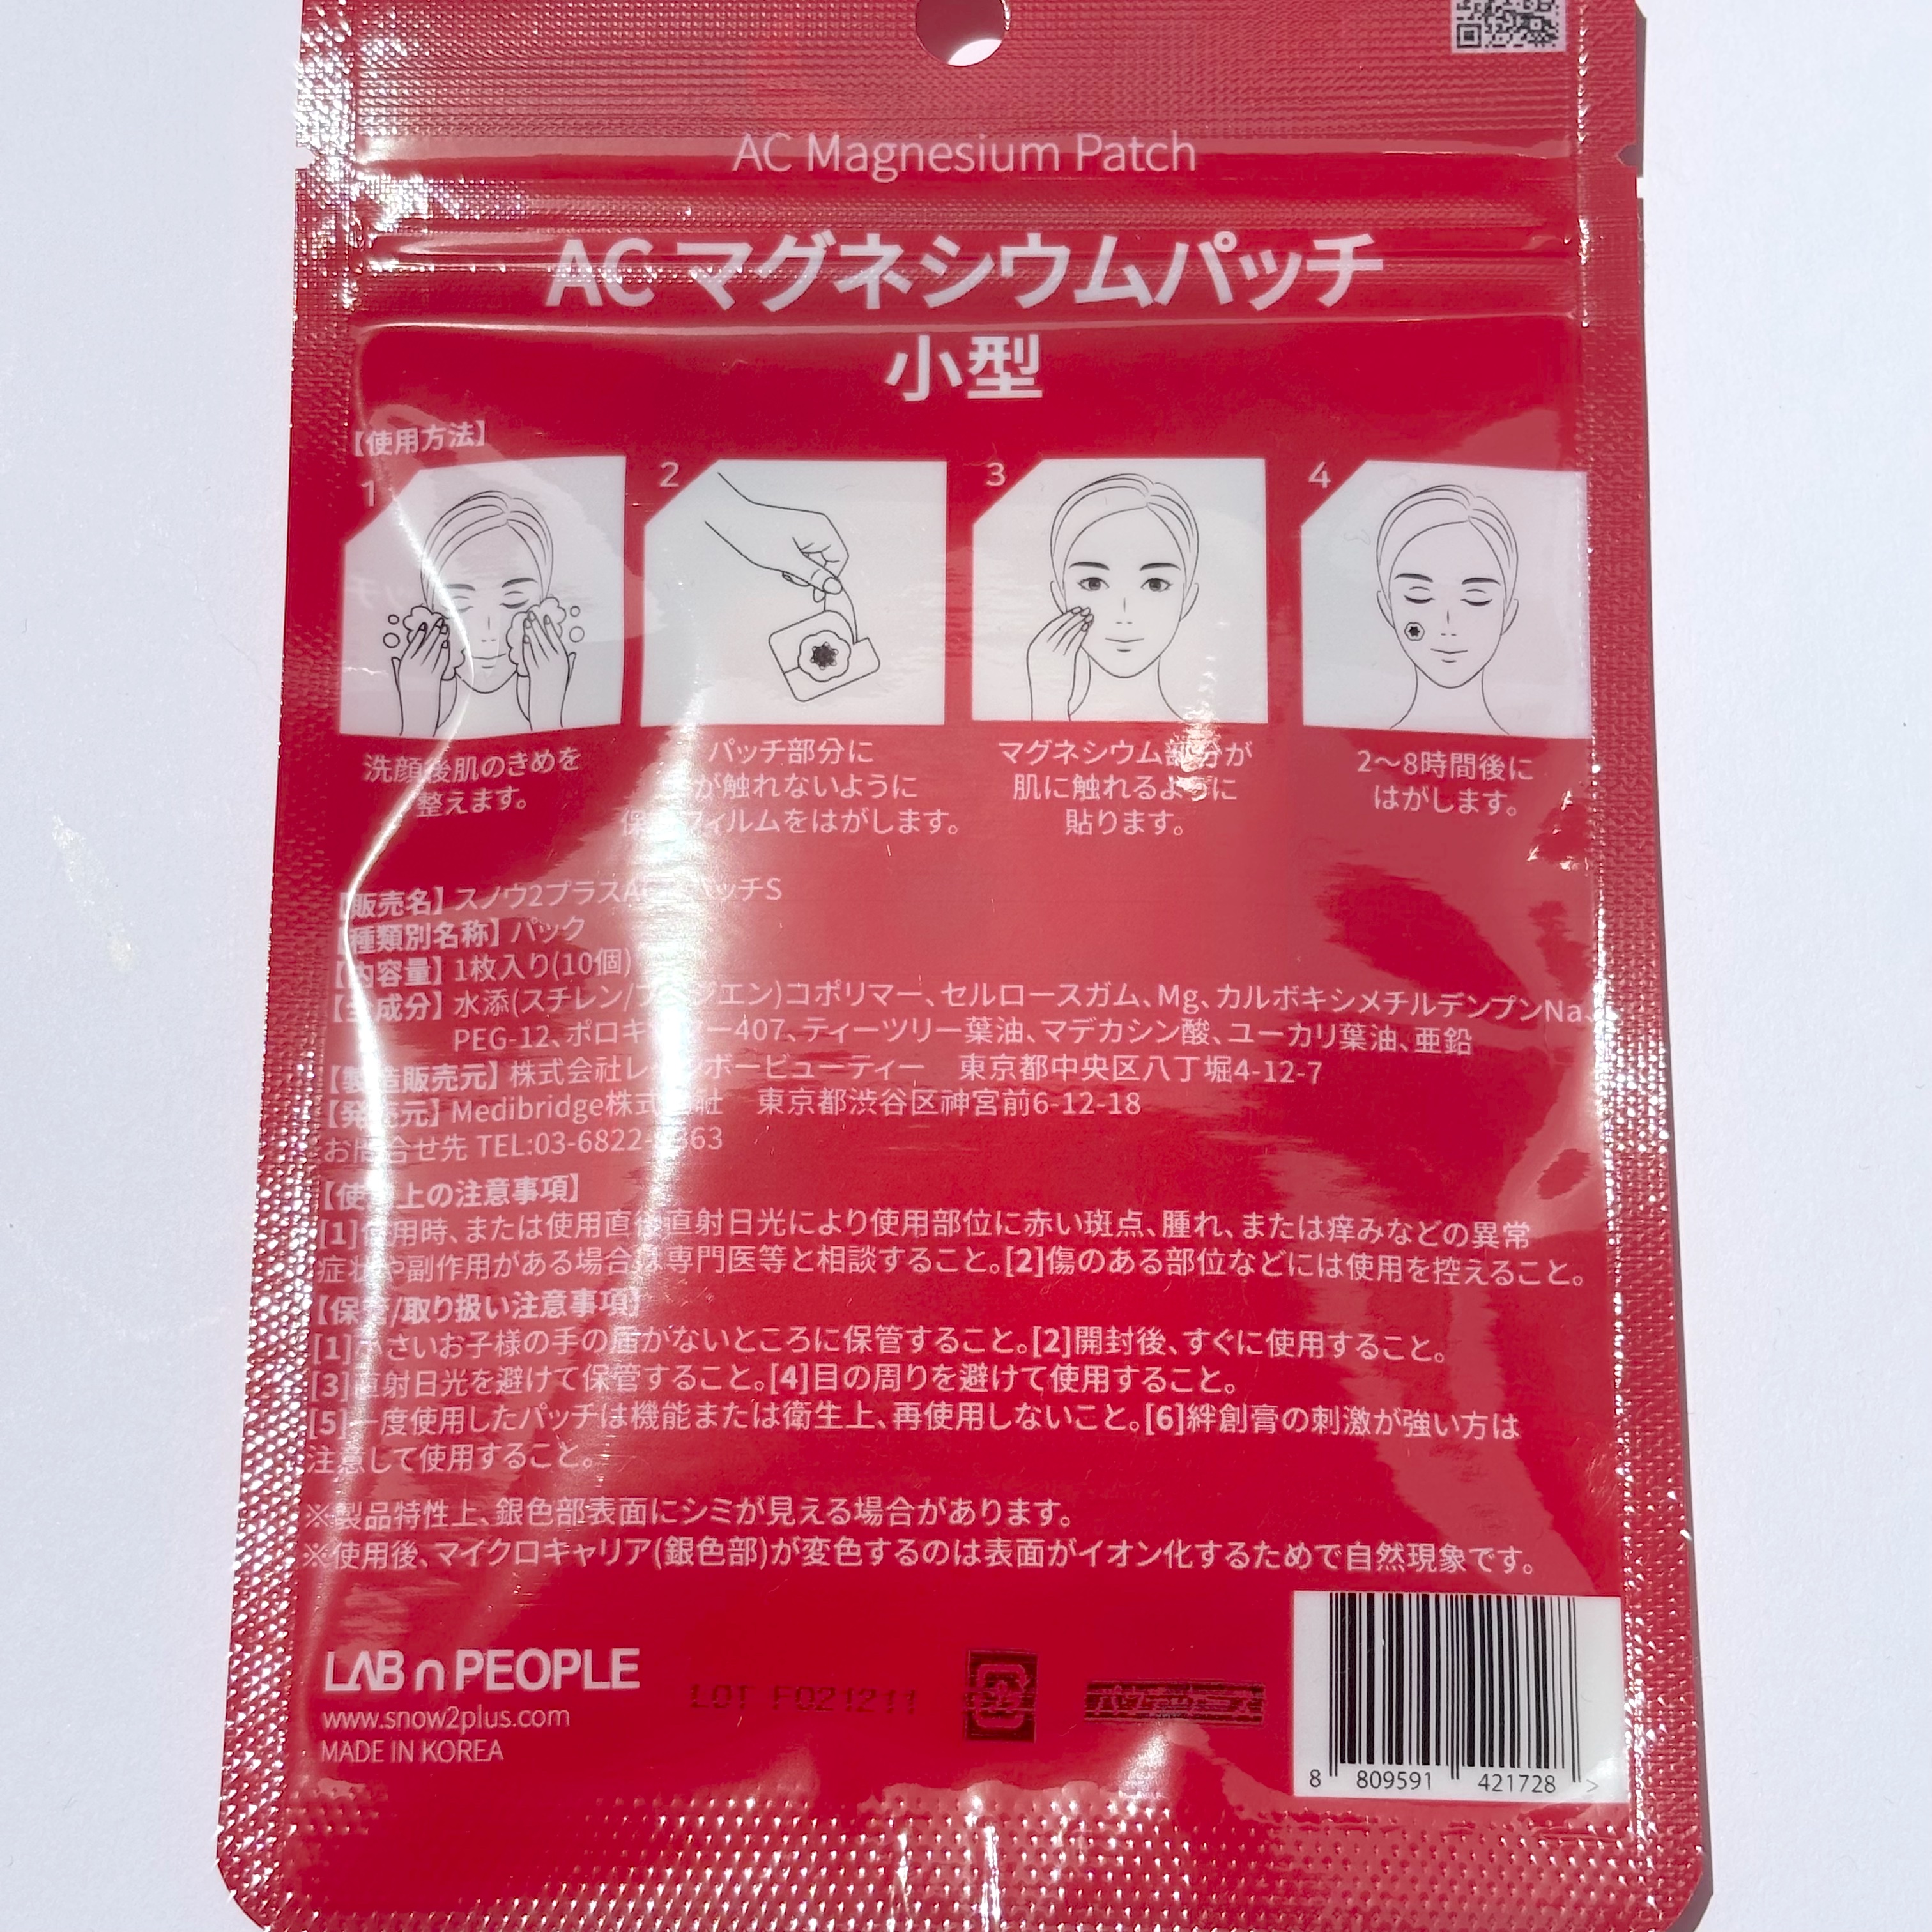 AC Magnesium Patch
AC マグネシウムパッチ
小型
【使用方法】
1
2
3
4
洗顔後肌のきめを
整えます。
パッチ部分に
が触れないように
フィルムをはがします。
マグネシウム部分が
肌に触れるように
貼ります。
2〜8時間後に
はがします。
【販売名】スノウ2プラスAC パッチS
【種類別名称】パック
【内容量】1枚入り(10個)
成分】水添(スチレン/ブタジエン)コポリマー、セルロースガム、Mg、カルボキシメチルデンプンNa、
PEG-12、ポロキサマー407、ティーツリー葉油、マデカシン酸、ユーカリ葉油、亜鉛
【製造販売元】株式会社レインボービューティー 東京都中央区八丁堀4-12-7
【発売元】Medibridge株式会社 東京都渋谷区神宮前6-12-18
お問合せ先 TEL:03-6822- 363
【使用上の注意事項】
[1]使用時、または使用直後直射日光により使用部位に赤い斑点、腫れ、または痒みなどの異常
症状や副作用がある場合は専門医等と相談すること。[2]傷のある部位などには使用を控えること。
【保管/取り扱い注意事項】
[1]小さいお子様の手の届かないところに保管すること。[2]開封後、すぐに使用すること。
[3]直射日光を避けて保管すること。[4]目の周りを避けて使用すること。
[5]一度使用したパッチは機能または衛生上、再使用しないこと。[6]絆創膏の刺激が強い方は
注意して使用すること。
※製品特性上、銀色部表面にシミが見える場合があります。
※使用後、マイクロキャリア(銀色部)が変色するのは表面がイオン化するためで自然現象です。
LAB n PEOPLE
www.snow2plus.com
MADE IN KOREA
LOT F021211
8 809591 421728 >